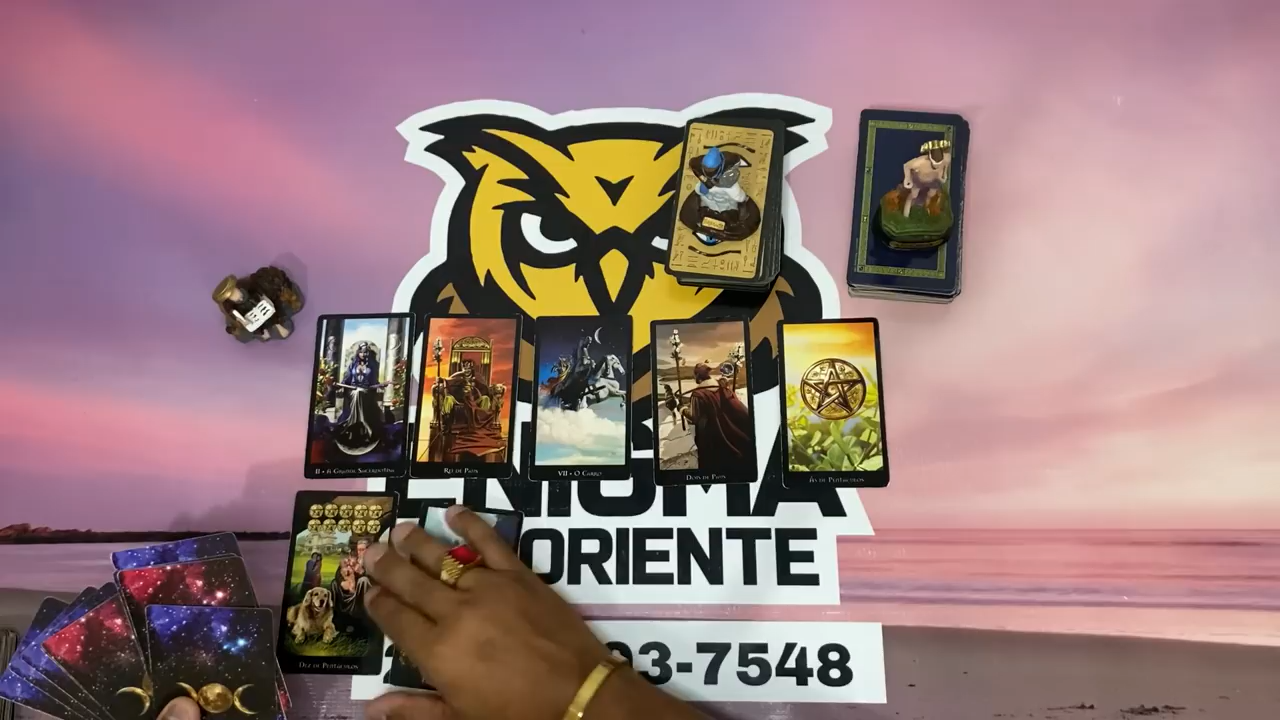 II • A Grande Sacerdotisa
Rei de Paus
VII • O Carro
Dois de Paus
Ás de Pentáculos
ENIGMA
ORIENTE
Dez de Pentáculos
93-7548